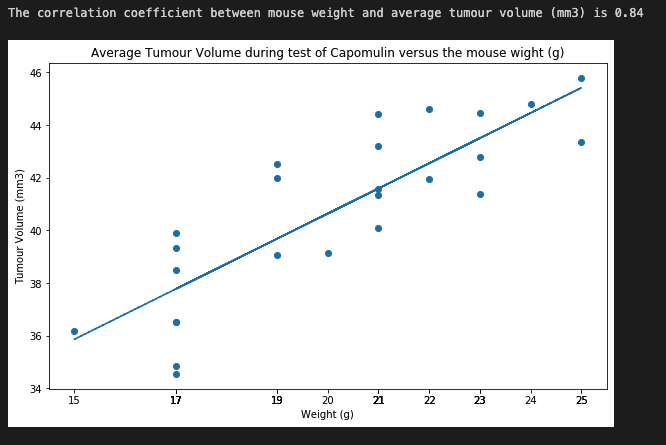 The correlation coefficient between mouse weight and average tumour volume (mm3) is 0.84
Average Tumour Volume during test of Capomulin versus the mouse wight (g)
46
44
42
40
38
36
34
Tumour Volume (mm3)
15 17 19 20 21 22 23 24 25
Weight (g)